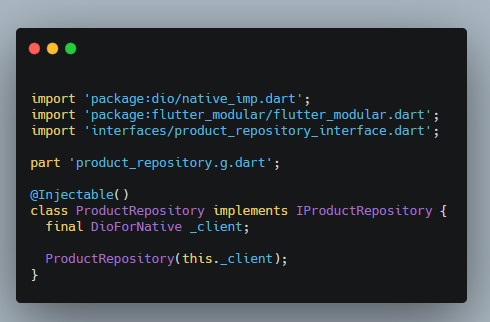 import 'package:dio/native_imp.dart';
import 'package:flutter_modular/flutter_modular.dart';
import 'interfaces/product_repository_interface.dart';

part 'product_repository.g.dart';

@Injectable()
class ProductRepository implements IProductRepository {
  final DioForNative _client;

  ProductRepository(this._client);
}